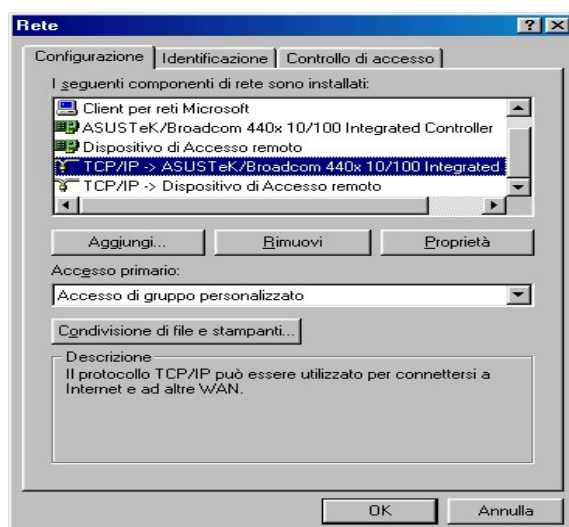 Rete
Configurazione Identificazione Controllo di accesso
I seguenti componenti di rete sono installati:
Client per reti Microsoft
ASUSTeK/Broadcom 440x 10/100 Integrated Controller
Dispositivo di Accesso remoto
TCP/IP -> ASUSTeK/Broadcom 440x 10/100 Integrated
TCP/IP -> Dispositivo di Accesso remoto
Aggiungi... Rimuovi Proprietà
Accesso primario:
Accesso di gruppo personalizzato
Condivisione di file e stampanti...
Descrizione
Il protocollo TCP/IP può essere utilizzato per connettersi a
Internet e ad altre WAN.
OK Annulla